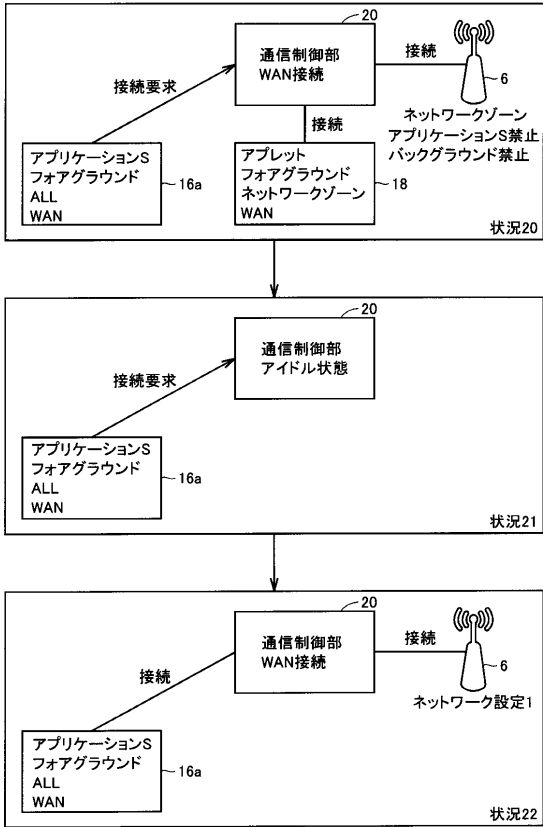 20
通信制御部
WAN接続
接続
6
接続要求
接続
ネットワークゾーン
アプリケーションS禁止
バックグラウンド禁止
アプリケーションS
フォアグラウンド
ALL
WAN
16a
アプレット
フォアグラウンド
ネットワークゾーン
WAN
18
状況20
20
通信制御部
アイドル状態
接続要求
アプリケーションS
フォアグラウンド
ALL
WAN
16a
状況21
20
通信制御部
WAN接続
接続
6
接続
ネットワーク設定1
アプリケーションS
フォアグラウンド
ALL
WAN
16a
状況22